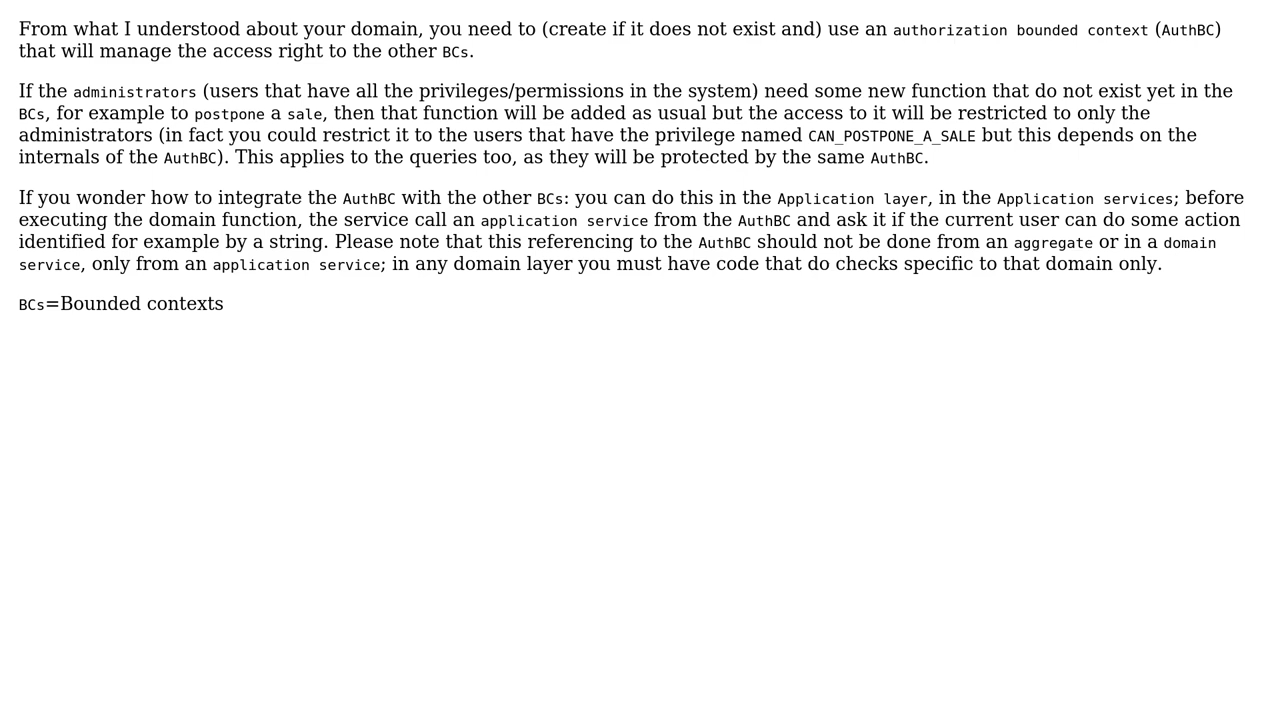 From what I understood about your domain, you need to (create if it does not exist and) use an authorization bounded context (AuthBC)
that will manage the access right to the other BCs.
If the administrators (users that have all the privileges/permissions in the system) need some new function that do not exist yet in the
BCs, for example to postpone a sale, then that function will be added as usual but the access to it will be restricted to only the
administrators (in fact you could restrict it to the users that have the privilege named CAN_POSTPONE_A_SALE but this depends on the
internals of the AuthBC). This applies to the queries too, as they will be protected by the same AuthBC.
If you wonder how to integrate the AuthBC with the other BCs: you can do this in the Application layer, in the Application services; before
executing the domain function, the service call an application service from the AuthBC and ask it if the current user can do some action
identified for example by a string. Please note that this referencing to the AuthBC should not be done from an aggregate or in a domain
service, only from an application service; in any domain layer you must have code that do checks specific to that domain only.
BCs=Bounded contexts